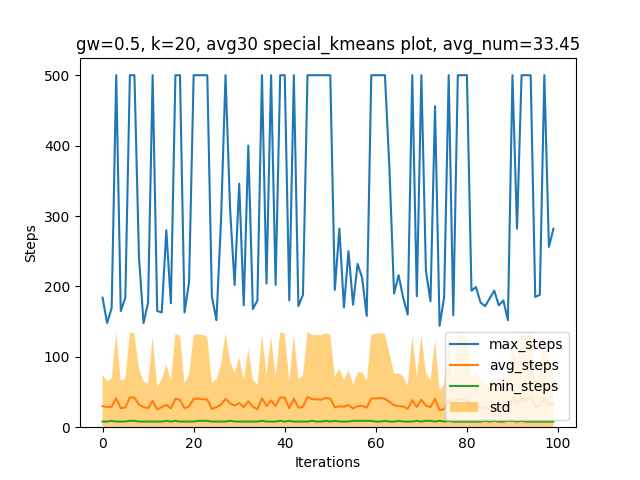 gw=0.5, k=20, avg30 special_kmeans plot, avg_num=33.45
500
400
300
200
100
0
Steps
0 20 40 60 80 100
Iterations
max_steps
avg_steps
min_steps
std